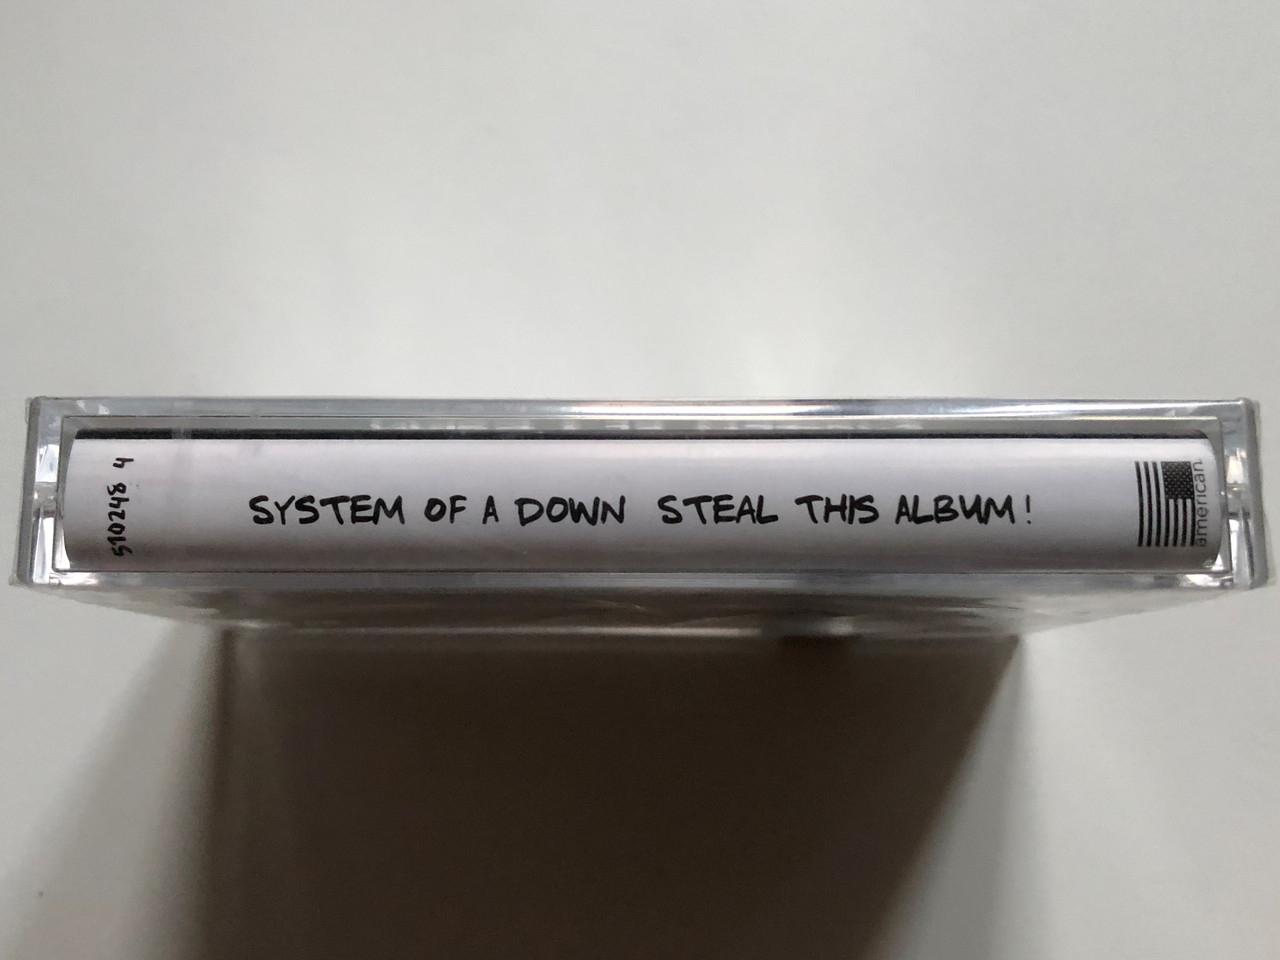 510248 4
SYSTEM OF A DOWN STEAL THIS ALBUM!
american